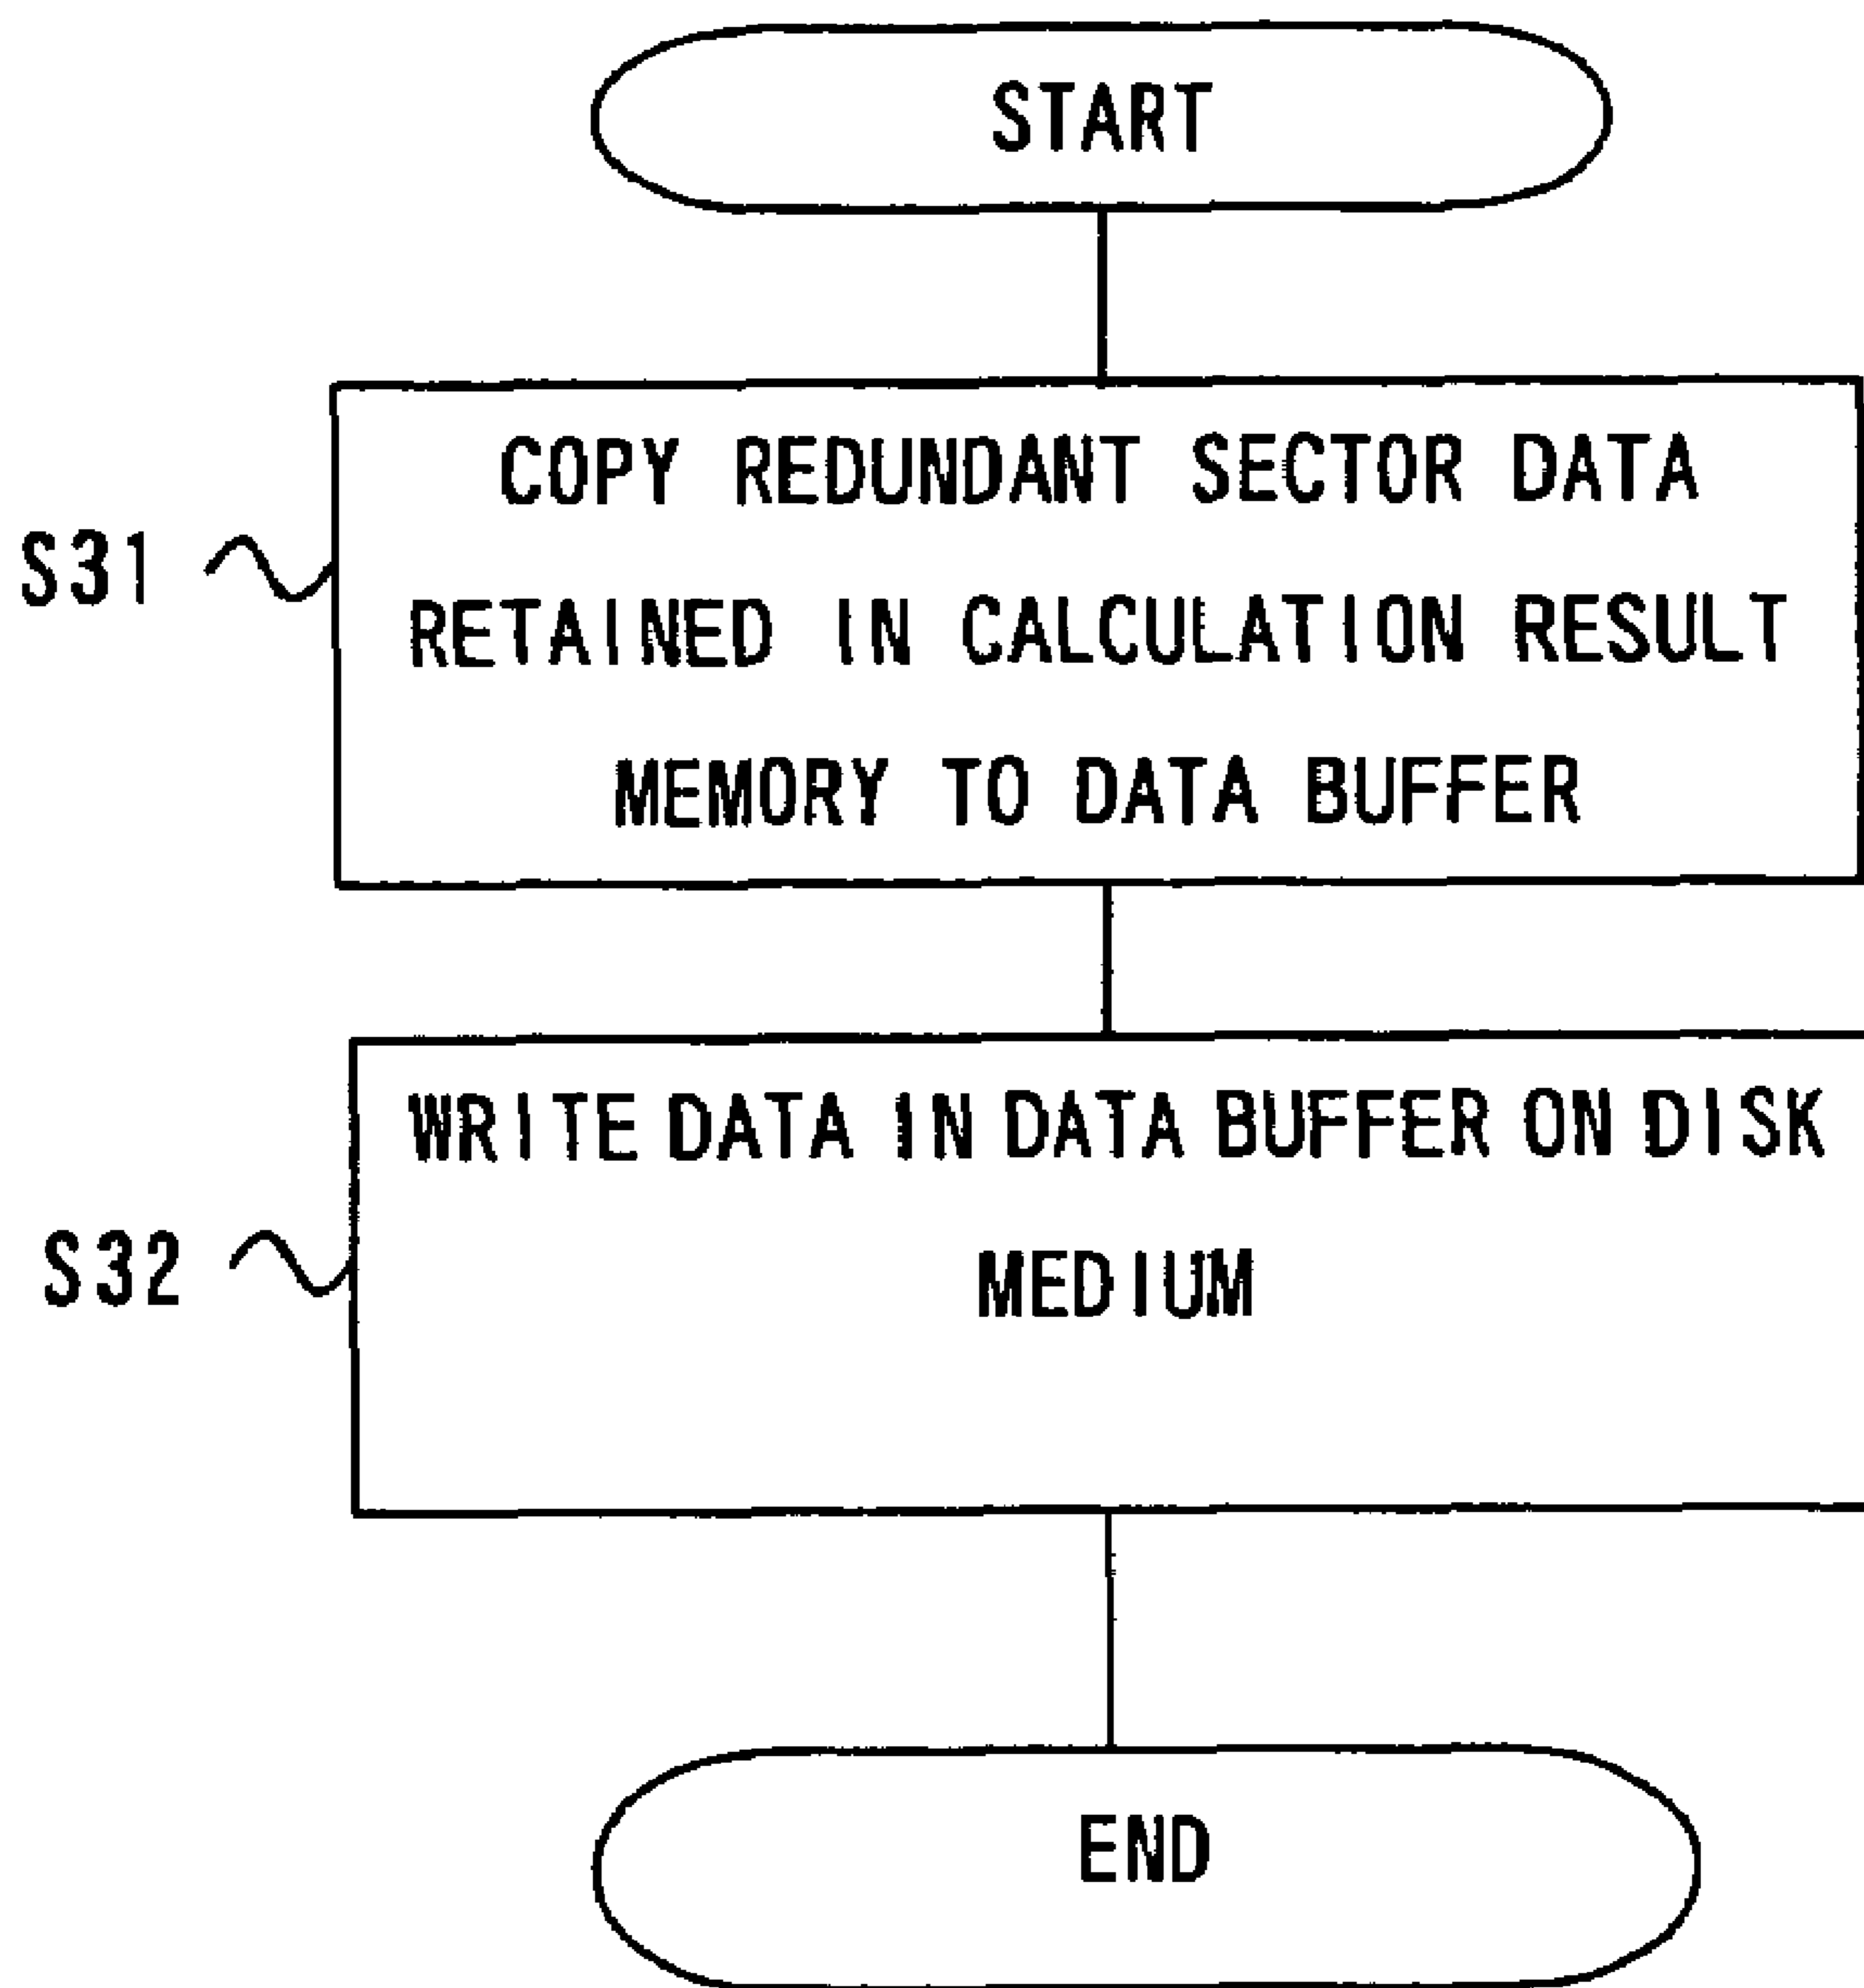 START
COPY REDUNDANT SECTOR DATA
S31
RETAINED IN CALCULATION RESULT
MEMORY TO DATA BUFFER
WRITE DATA IN DATA BUFFER ON DISK
S32
MEDIUM
END